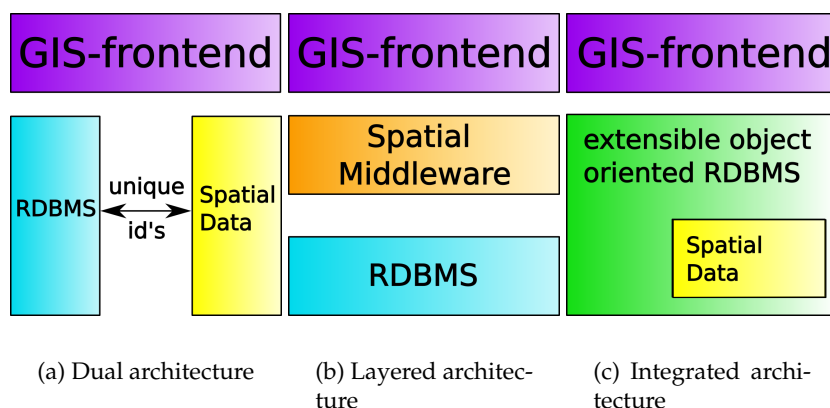 GIS-frontend
RDBMS
unique
id's
Spatial
Data
(a) Dual architecture
GIS-frontend
Spatial
Middleware
RDBMS
(b) Layered architec-
ture
GIS-frontend
extensible object
oriented RDBMS
Spatial
Data
(c) Integrated archi-
tecture